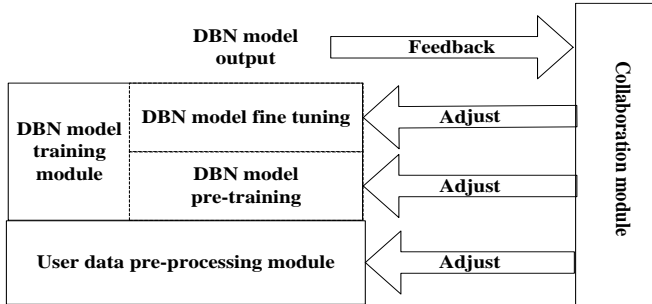 DBN model
output
Feedback
DBN model
training
module
DBN model fine tuning
Adjust
DBN model
pre-training
Adjust
User data pre-processing module
Adjust
Collaboration module